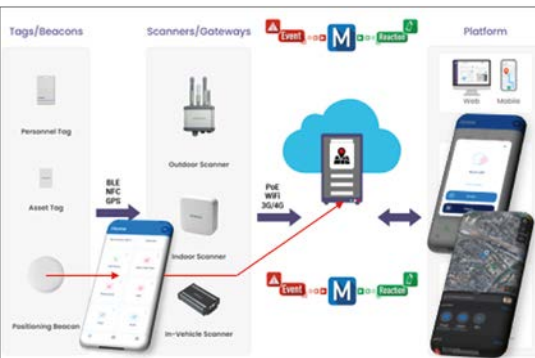 Tags/Beacons
Scanners/Gateways
Platform
Event
M
Reaction
Web
Mobile
Personnel Tag
Outdoor Scanner
Asset Tag
BLE
NFC
GPS
PoE
WiFi
3G/4G
Indoor Scanner
Positioning Beacon
In-Vehicle Scanner
Event
M
Reaction